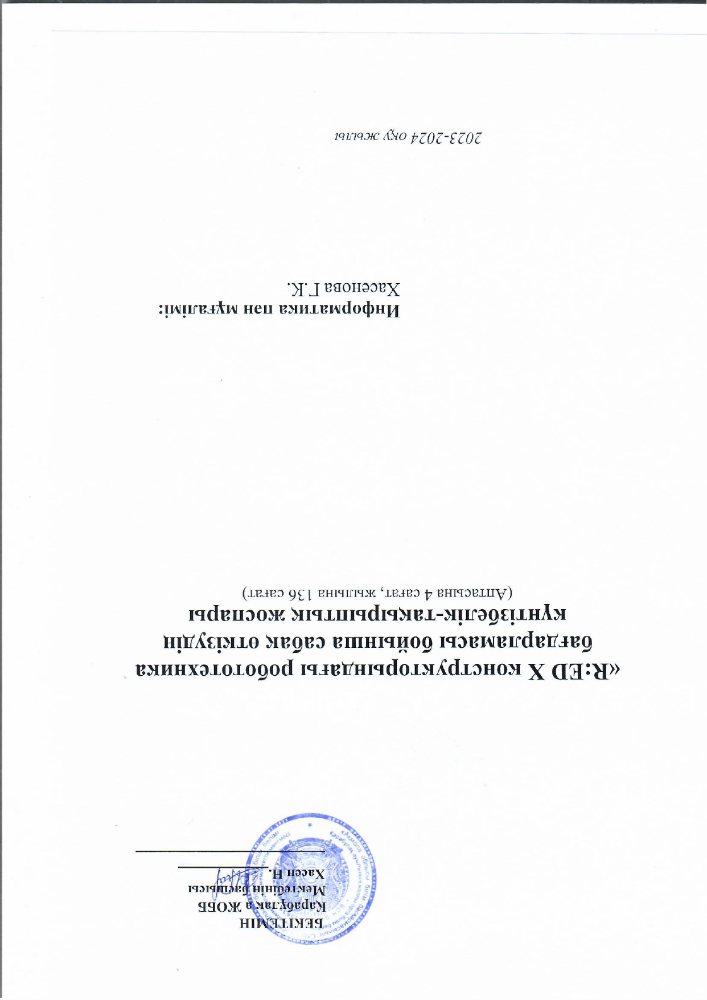 БЕКІТЕМІН
Қарабұлақ а ЖОББ
Мектебінің басшысы
Хасен Н.
«R:ED X конструкторындағы робототехника
бағдарламасы бойынша сабақ өткізудің
күнтізбелік-тақырыптық жоспары
(Аптасына 4 сағат, жылына 136 сағат)
Информатика пән мұғалімі:
Хасенова Г.К.
2023-2024 оқу жылы